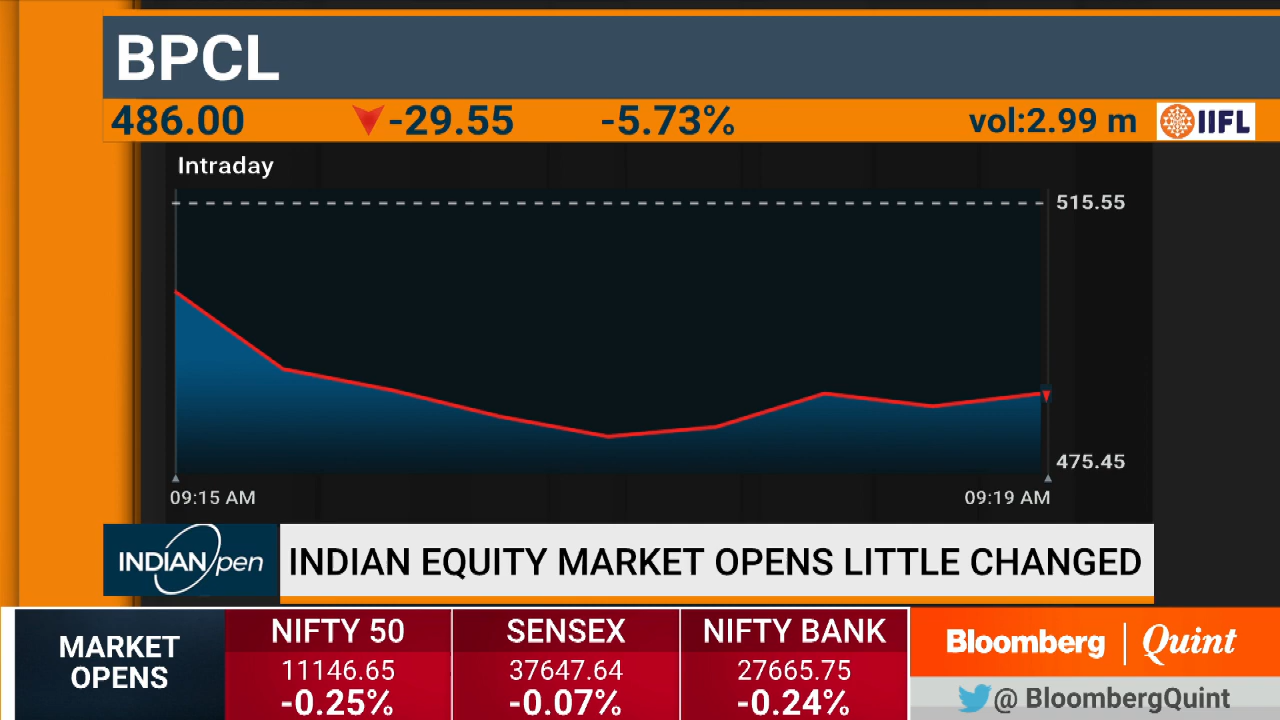 BPCL
486.00 -29.55 -5.73% vol:2.99 m IIFL
Intraday
515.55
475.45
09:15 AM 09:19 AM
INDIAN Open INDIAN EQUITY MARKET OPENS LITTLE CHANGED
MARKET OPENS
NIFTY 50
11146.65
-0.25%
SENSEX
37647.64
-0.07%
NIFTY BANK
27665.75
-0.24%
Bloomberg | Quint
@ BloombergQuint